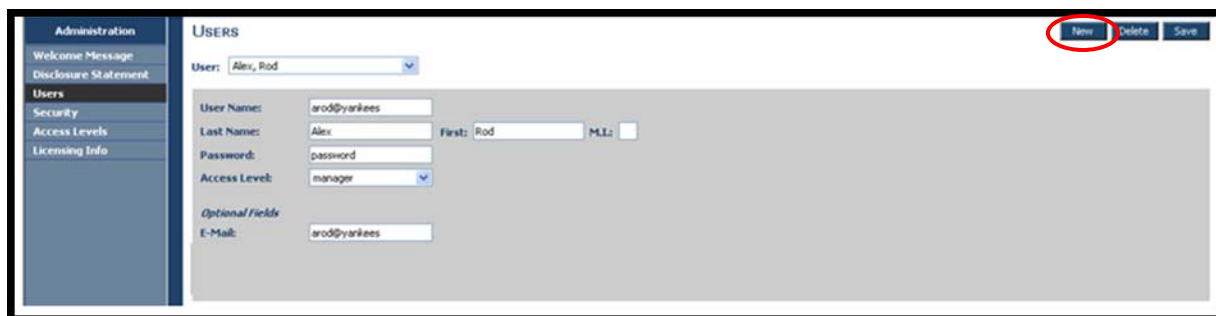 Administration
Welcome Message
Disclosure Statement
Users
Security
Access Levels
Licensing Info
USERS
New Delete Save
User: Alex, Rod
User Name: arod@yankees
Last Name: Alex First: Rod M.I.:
Password: password
Access Level: manager
Optional Fields
E-Mail: arod@yankees